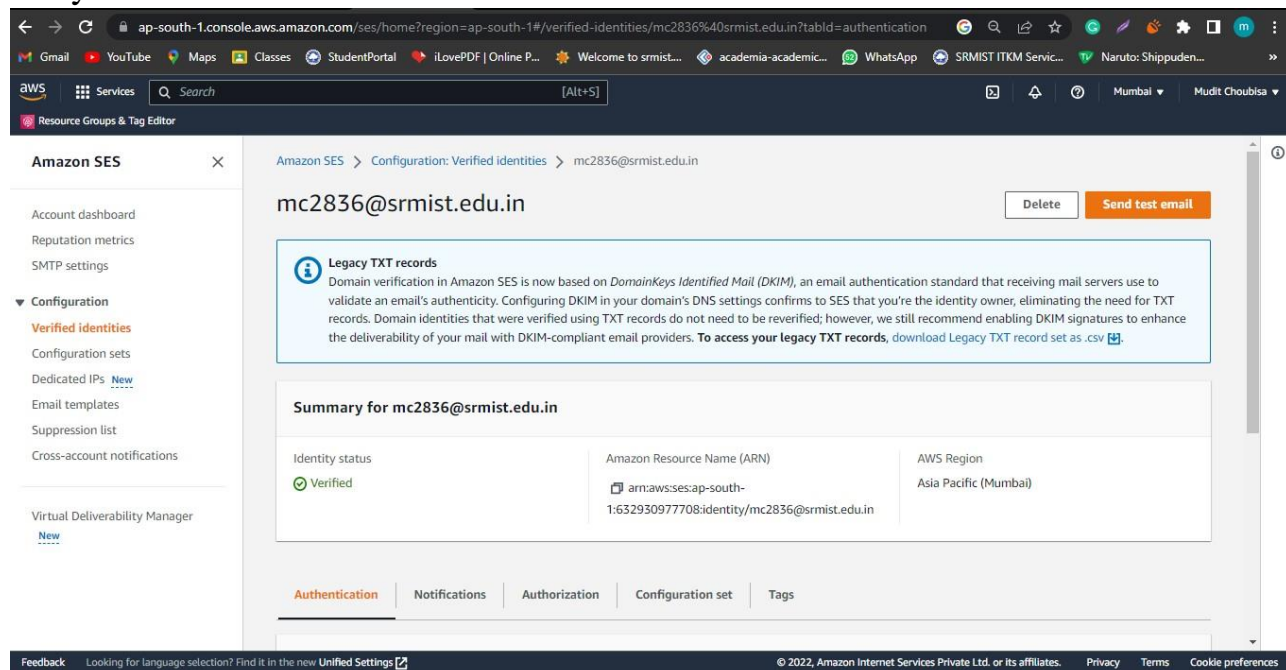 ap-south-1.console.aws.amazon.com/ses/home?region=ap-south-1#/verified-identities/mc2836%40srmist.edu.in?tabId=authentication
Gmail YouTube Maps Classes StudentPortal iLovePDF | Online P... Welcome to srmist.... academia-academic... WhatsApp SRMIST ITKM Servic... Naruto: Shippuden... »
aws Services Search [Alt+S] Mumbai ▼ Mudit Choubisa ▼
Resource Groups & Tag Editor
Amazon SES
Account dashboard
Reputation metrics
SMTP settings
▼ Configuration
Verified identities
Configuration sets
Dedicated IPs New
Email templates
Suppression list
Cross-account notifications
Virtual Deliverability Manager
New
Amazon SES > Configuration: Verified identities > mc2836@srmist.edu.in
mc2836@srmist.edu.in
Delete Send test email
Legacy TXT records
Domain verification in Amazon SES is now based on DomainKeys Identified Mail (DKIM), an email authentication standard that receiving mail servers use to
validate an email's authenticity. Configuring DKIM in your domain's DNS settings confirms to SES that you're the identity owner, eliminating the need for TXT
records. Domain identities that were verified using TXT records do not need to be reverified; however, we still recommend enabling DKIM signatures to enhance
the deliverability of your mail with DKIM-compliant email providers. To access your legacy TXT records, download Legacy TXT record set as .csv.
Summary for mc2836@srmist.edu.in
Identity status
Verified
Amazon Resource Name (ARN)
arn:aws:ses:ap-south-
1:632930977708:identity/mc2836@srmist.edu.in
AWS Region
Asia Pacific (Mumbai)
Authentication Notifications Authorization Configuration set Tags
Feedback Looking for language selection? Find it in the new Unified Settings © 2022, Amazon Internet Services Private Ltd. or its affiliates. Privacy Terms Cookie preferences